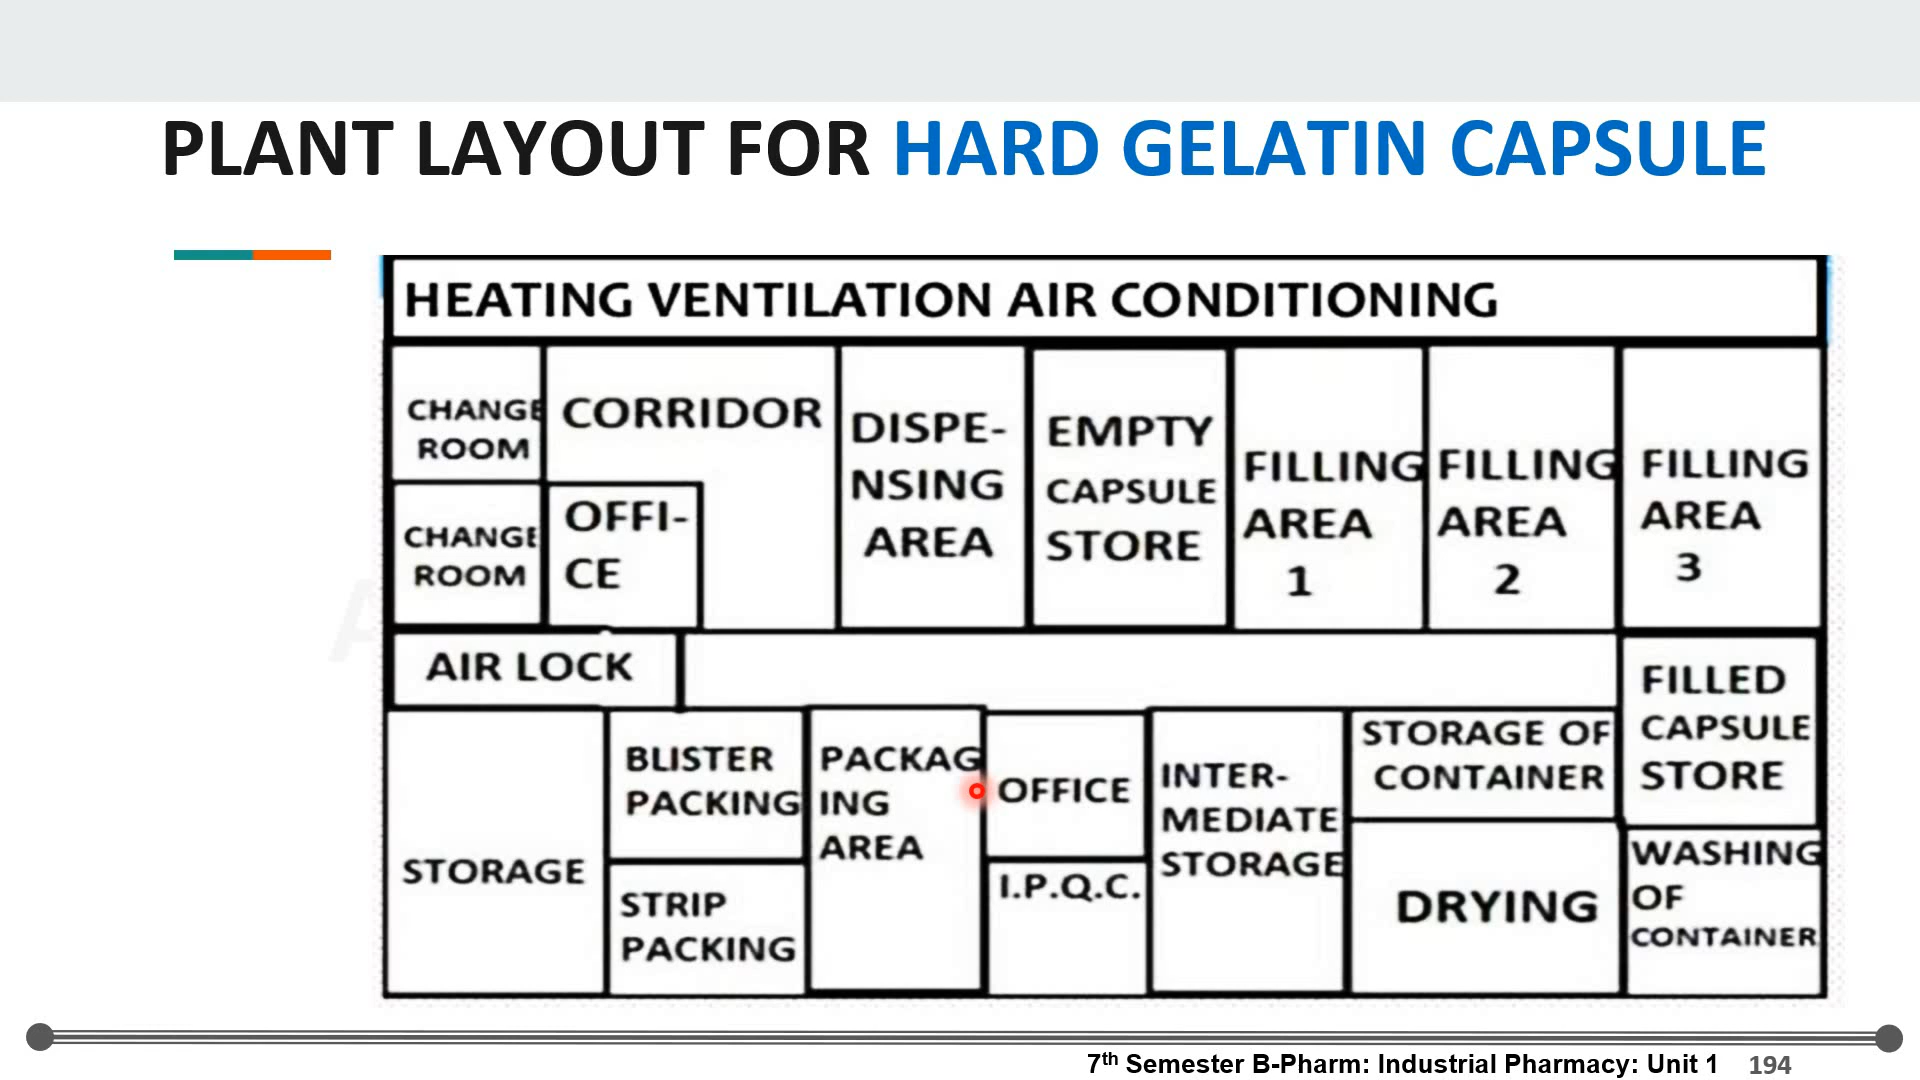 PLANT LAYOUT FOR HARD GELATIN CAPSULE
HEATING VENTILATION AIR CONDITIONING
CHANGE
ROOM
CORRIDOR
DISPE-
NSING
AREA
EMPTY
CAPSULE
STORE
FILLING
AREA
1
FILLING
AREA
2
FILLING
AREA
3
CHANGE
ROOM
OFFI-
CE
AIR LOCK
FILLED
CAPSULE
STORE
STORAGE
BLISTER
PACKING
STRIP
PACKING
PACKAG
ING
AREA
OFFICE
I.P.Q.C.
INTER-
MEDIATE
STORAGE
STORAGE OF
CONTAINER
DRYING
WASHING
OF
CONTAINER
7th Semester B-Pharm: Industrial Pharmacy: Unit 1
194